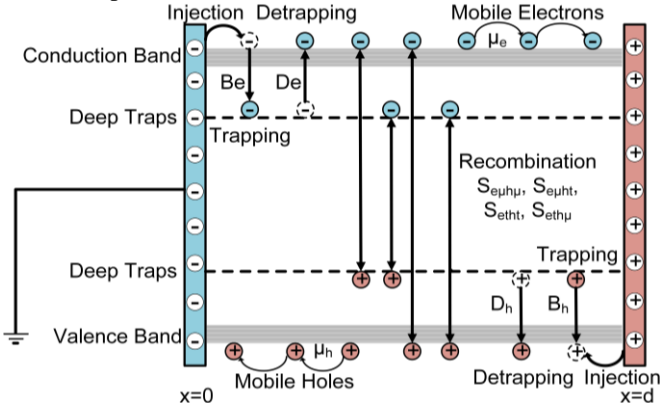 Injection Detrapping Mobile Electrons
Conduction Band
μe
Be De
Deep Traps
Trapping
Recombination
Seμhμ, Seμht,
Setht, Sethμ
Deep Traps
Trapping
Dh Bh
Valence Band
μh
Mobile Holes
Detrapping Injection
x=0
x=d